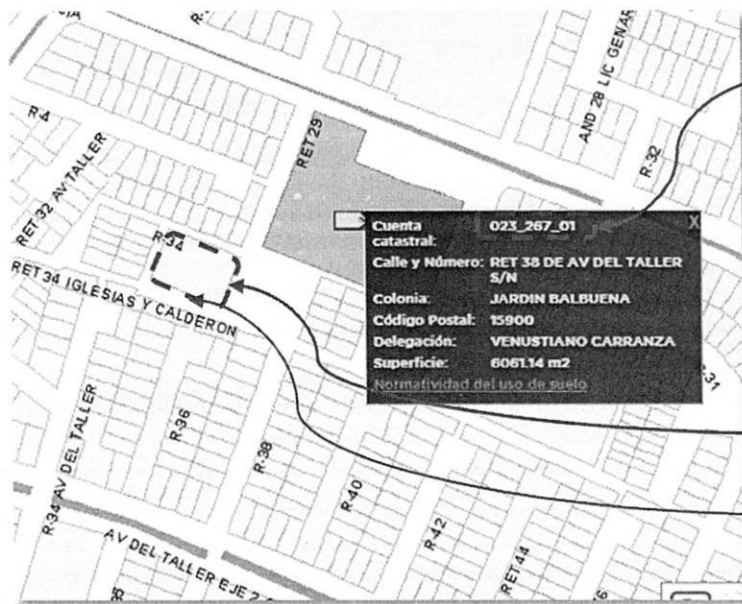 RET 29
AND 28 LIC GENAR
R-32
R-4
RET 32 AV TALLER
R-34
RET 34 IGLESIAS Y CALDERON
Cuenta catastral: 023_267_01
Calle y Número: RET 38 DE AV DEL TALLER S/N
Colonia: JARDIN BALBUENA
Código Postal: 15900
Delegación: VENUSTIANO CARRANZA
Superficie: 6061.14 m2
Normatividad del uso de suelo
X
R-31
R-34 AV DEL TALLER
R-36
R-38
R-40
R-42
RET 44
AV DEL TALLER EJE 2